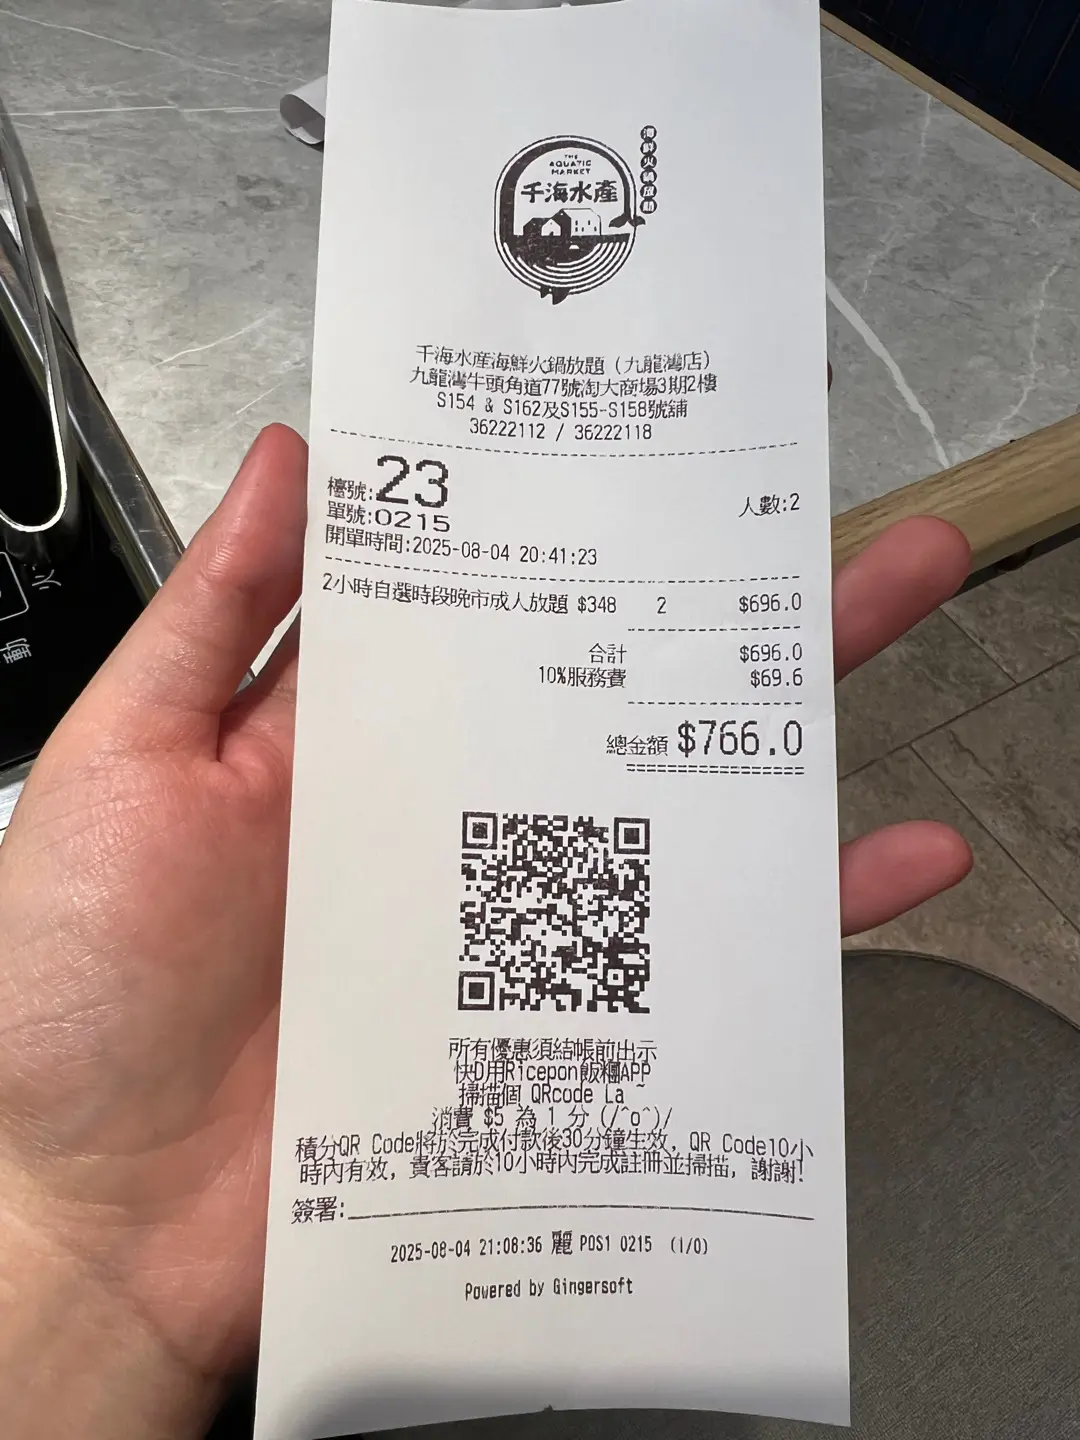 THE
AQUATIC
MARKET
千海水產
海鮮火鍋放題
千海水產海鮮火鍋放題（九龍灣店）
九龍灣牛頭角道77號淘大商場3期2樓
S154 & S162及S155-S158號舖
36222112 / 36222118
檯號:23
人數:2
單號:0215
開單時間:2025-08-04 20:41:23
2小時自選時段晚市成人放題 $348 2 $696.0
合計 $696.0
10%服務費 $69.6
總金額 $766.0
所有優惠須結帳前出示
快D用Ricepon飯糰APP
掃描個 QRcode La ~
消費 $5 為 1 分 (/^o^)/
積分QR Code將於完成付款後30分鐘生效, QR Code10小
時內有效, 貴客請於10小時內完成註冊並掃描, 謝謝!
簽署:
2025-08-04 21:08:36 麗 POS1 0215 (1/0)
Powered by Gingersoft
火
動